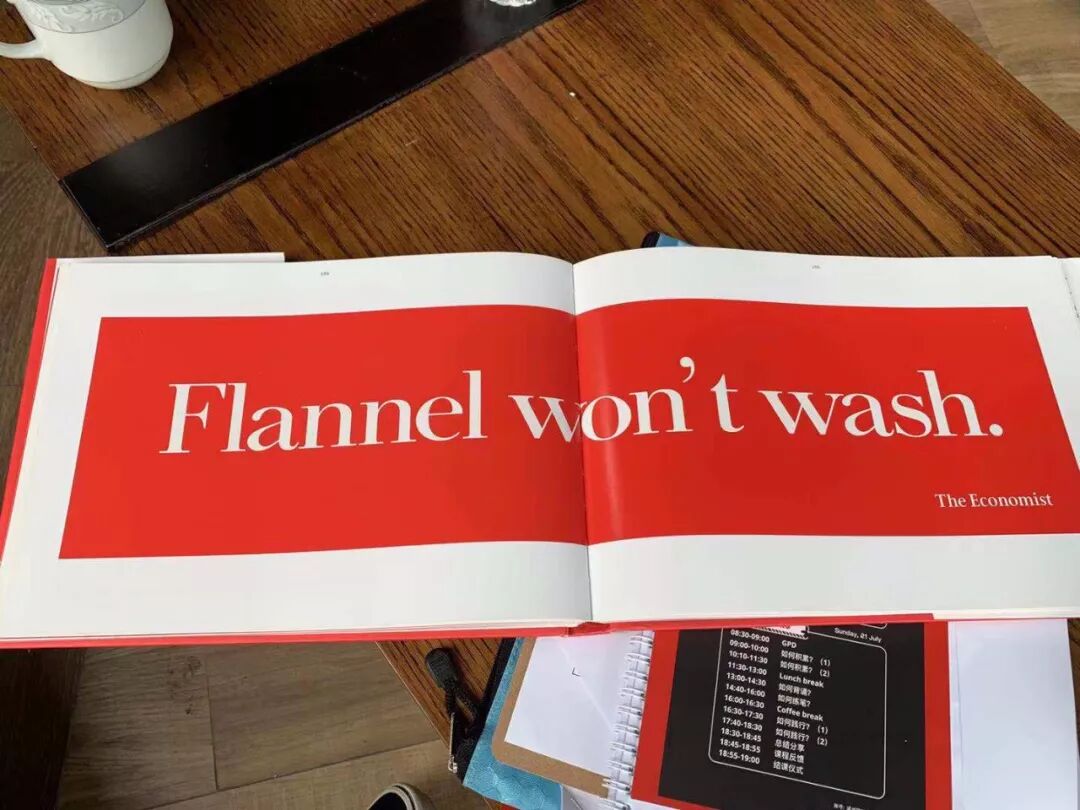 Flannel won't wash.
The Economist
Sunday, 21 July
08:30-09:00 GPD
09:00-10:00 如何积累？（1）
10:10-11:30 如何积累？（2）
11:30-13:00 Lunch break
13:00-14:30 如何背诵？
14:40-16:00 如何练笔？
16:00-16:30 Coffee break
16:30-17:30 如何践行？（1）
17:40-18:30 如何践行？（2）
18:30-18:45 总结分享
18:45-18:55 课程反馈
18:55-19:00 结课仪式